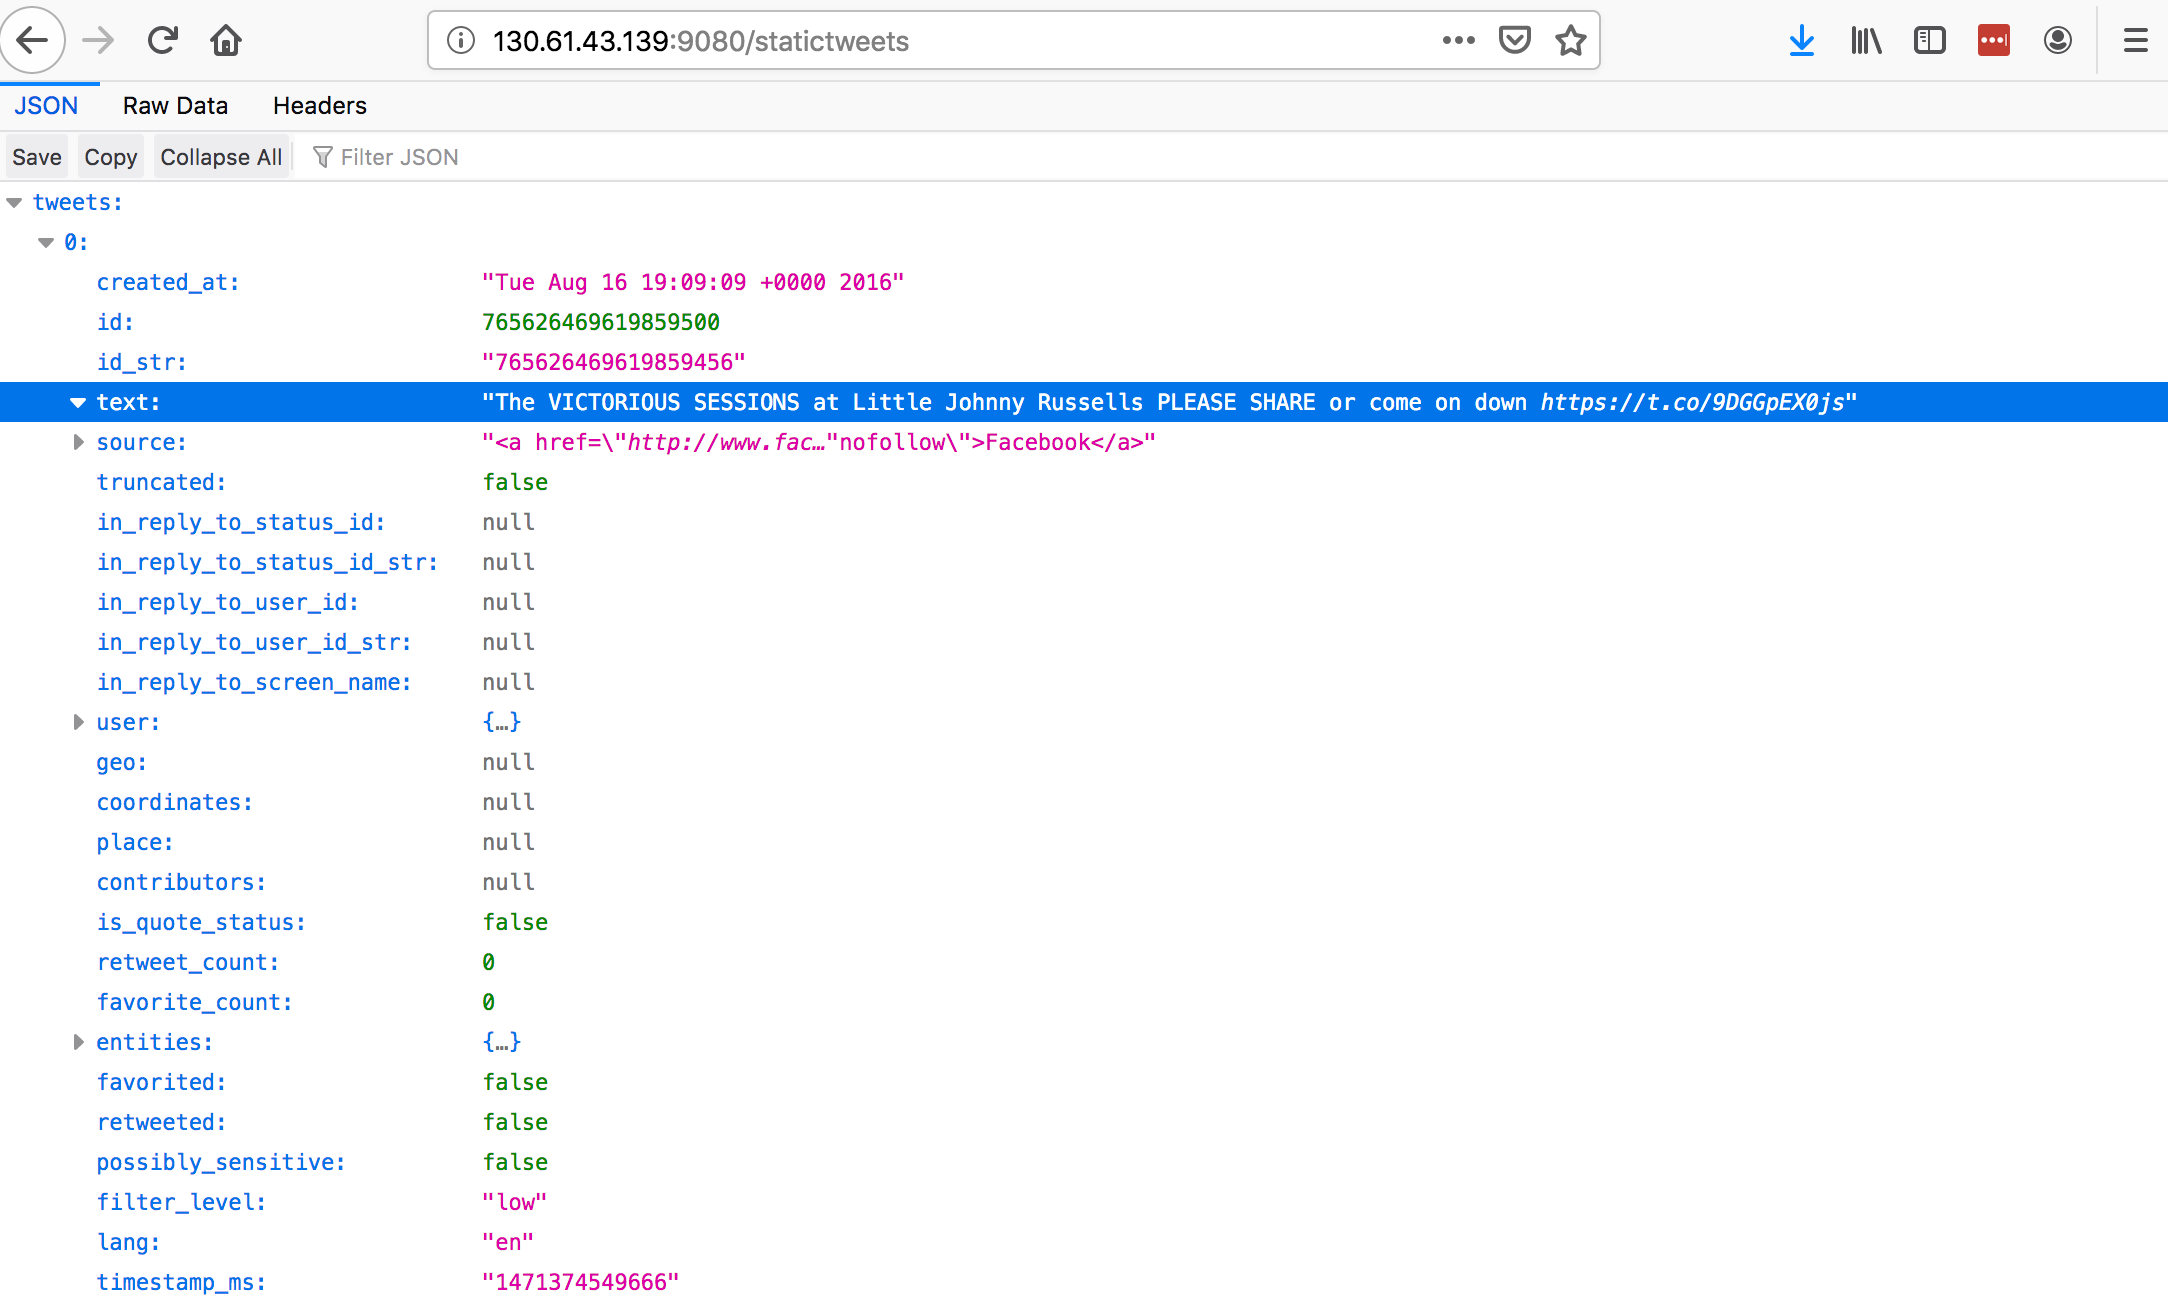 130.61.43.139:9080/statictweets
JSON Raw Data Headers
Save Copy Collapse All Filter JSON
tweets:
0:
created_at: "Tue Aug 16 19:09:09 +0000 2016"
id: 765626469619859500
id_str: "765626469619859456"
text: "The VICTORIOUS SESSIONS at Little Johnny Russells PLEASE SHARE or come on down https://t.co/9DGGpEX0js"
source: "<a href=\"http://www.fac…"nofollow\">Facebook</a>"
truncated: false
in_reply_to_status_id: null
in_reply_to_status_id_str: null
in_reply_to_user_id: null
in_reply_to_user_id_str: null
in_reply_to_screen_name: null
user: {…}
geo: null
coordinates: null
place: null
contributors: null
is_quote_status: false
retweet_count: 0
favorite_count: 0
entities: {…}
favorited: false
retweeted: false
possibly_sensitive: false
filter_level: "low"
lang: "en"
timestamp_ms: "1471374549666"